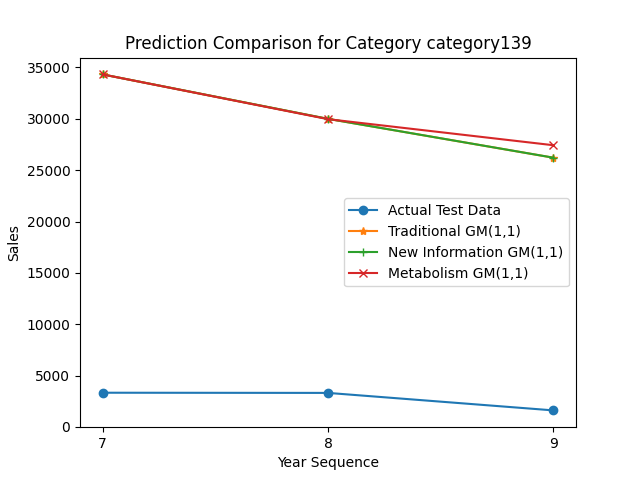 Prediction Comparison for Category category139
Sales
35000
30000
25000
20000
15000
10000
5000
0
Actual Test Data
Traditional GM(1,1)
New Information GM(1,1)
Metabolism GM(1,1)
7 8 9
Year Sequence